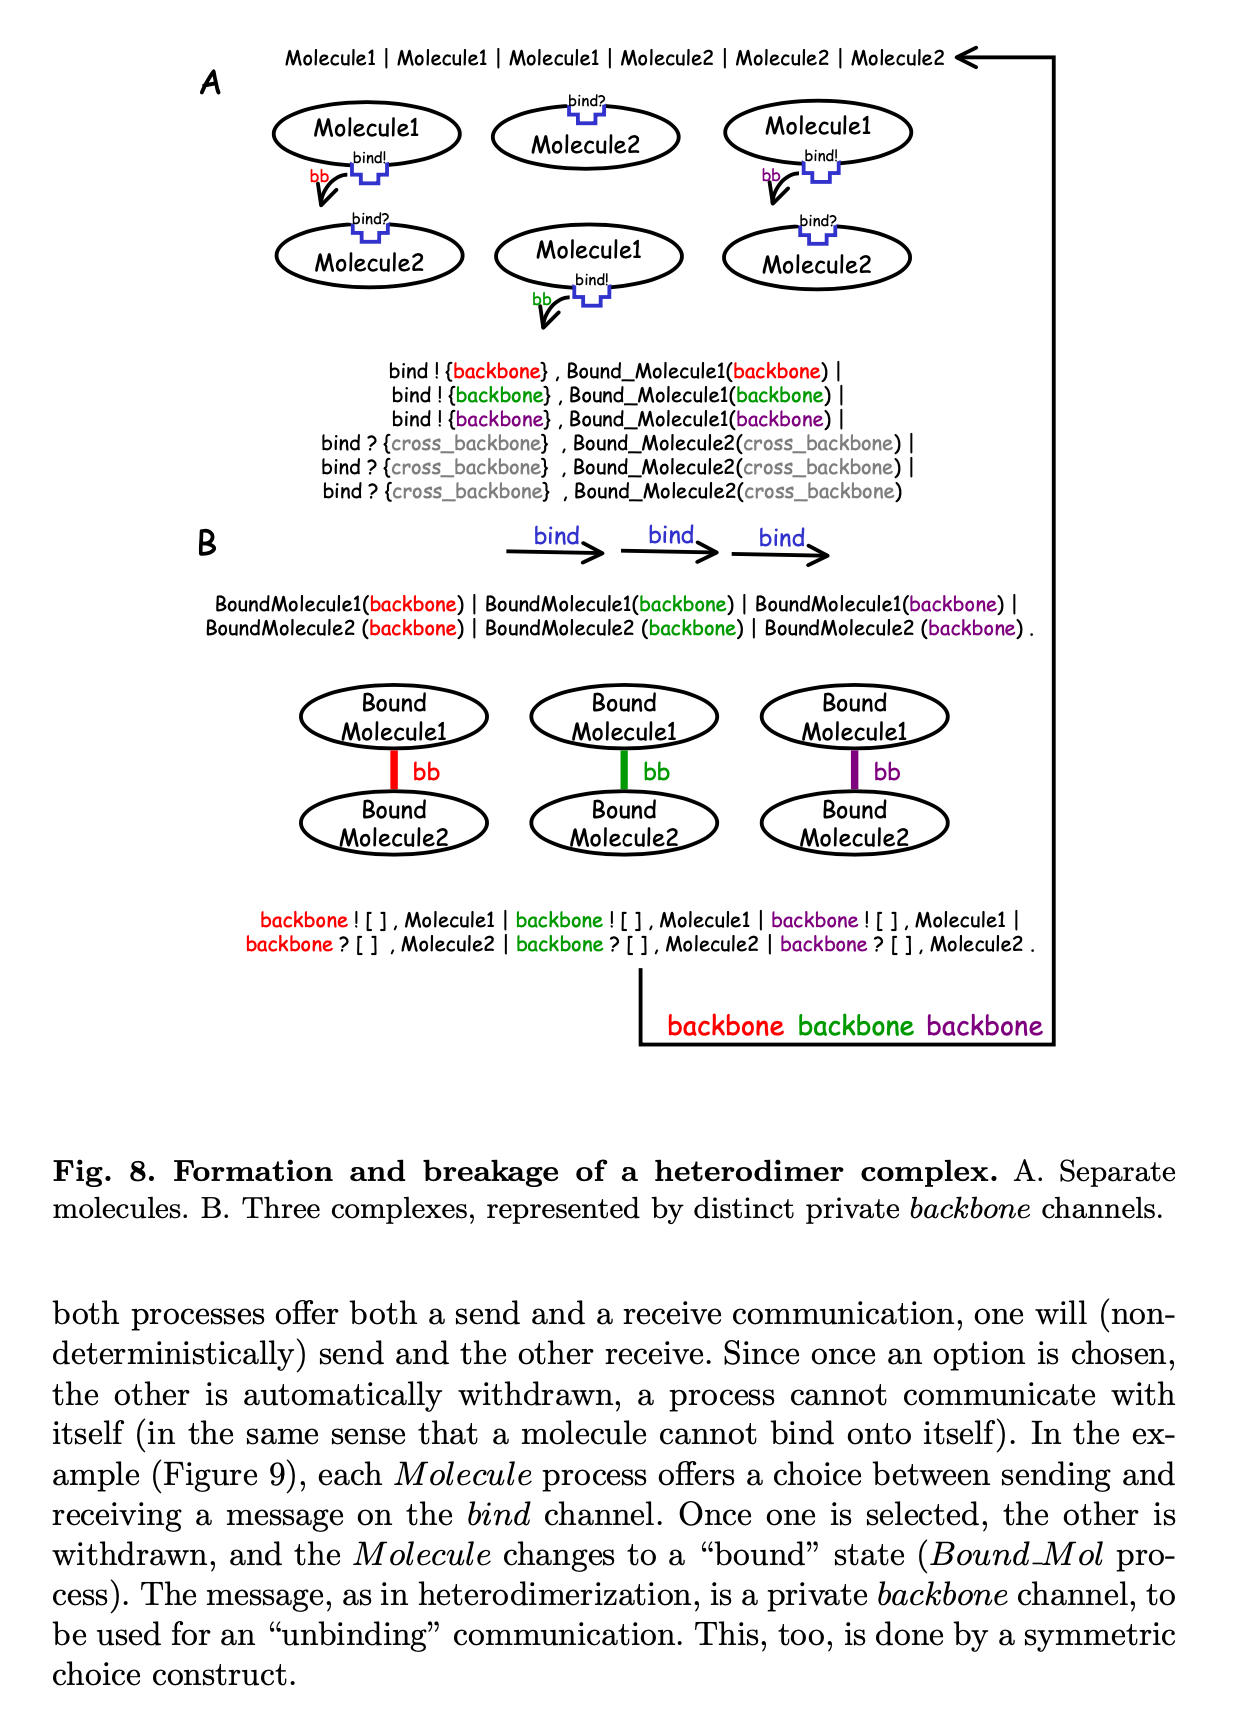 Molecule1 | Molecule1 | Molecule1 | Molecule2 | Molecule2 | Molecule2
A
Molecule1
bind!
bb
bind?
Molecule2
Molecule1
bind!
bb
bind?
Molecule2
Molecule1
bind!
bb
bind?
Molecule2
bind ! {backbone} , Bound_Molecule1(backbone) |
bind ! {backbone} , Bound_Molecule1(backbone) |
bind ! {backbone} , Bound_Molecule1(backbone) |
bind ? {cross_backbone} , Bound_Molecule2(cross_backbone) |
bind ? {cross_backbone} , Bound_Molecule2(cross_backbone) |
bind ? {cross_backbone} , Bound_Molecule2(cross_backbone)
B
bind bind bind
BoundMolecule1(backbone) | BoundMolecule1(backbone) | BoundMolecule1(backbone) |
BoundMolecule2 (backbone) | BoundMolecule2 (backbone) | BoundMolecule2 (backbone) .
Bound
Molecule1
bb
Bound
Molecule2
Bound
Molecule1
bb
Bound
Molecule2
Bound
Molecule1
bb
Bound
Molecule2
backbone ! [ ] , Molecule1 | backbone ! [ ] , Molecule1 | backbone ! [ ] , Molecule1 |
backbone ? [ ] , Molecule2 | backbone ? [ ] , Molecule2 | backbone ? [ ] , Molecule2 .
backbone backbone backbone
Fig. 8. Formation and breakage of a heterodimer complex. A. Separate
molecules. B. Three complexes, represented by distinct private backbone channels.
both processes offer both a send and a receive communication, one will (non-
deterministically) send and the other receive. Since once an option is chosen,
the other is automatically withdrawn, a process cannot communicate with
itself (in the same sense that a molecule cannot bind onto itself). In the ex-
ample (Figure 9), each Molecule process offers a choice between sending and
receiving a message on the bind channel. Once one is selected, the other is
withdrawn, and the Molecule changes to a “bound” state (Bound_Mol pro-
cess). The message, as in heterodimerization, is a private backbone channel, to
be used for an “unbinding” communication. This, too, is done by a symmetric
choice construct.